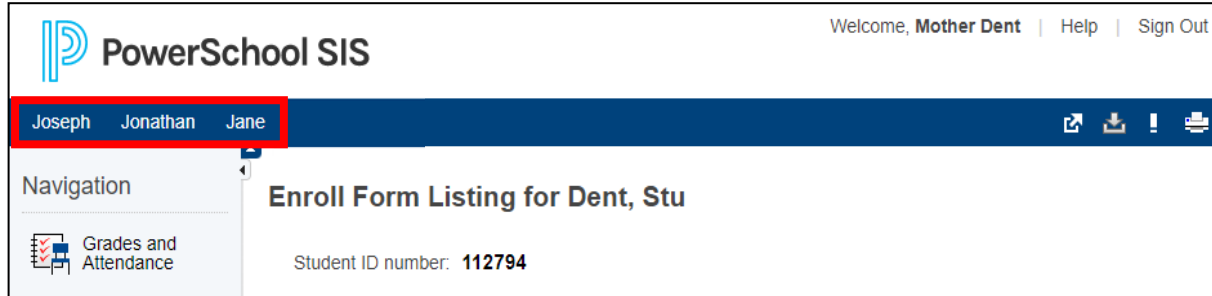 Welcome, Mother Dent | Help | Sign Out
PowerSchool SIS
Joseph Jonathan Jane
Navigation
Enroll Form Listing for Dent, Stu
Grades and
Attendance
Student ID number: 112794